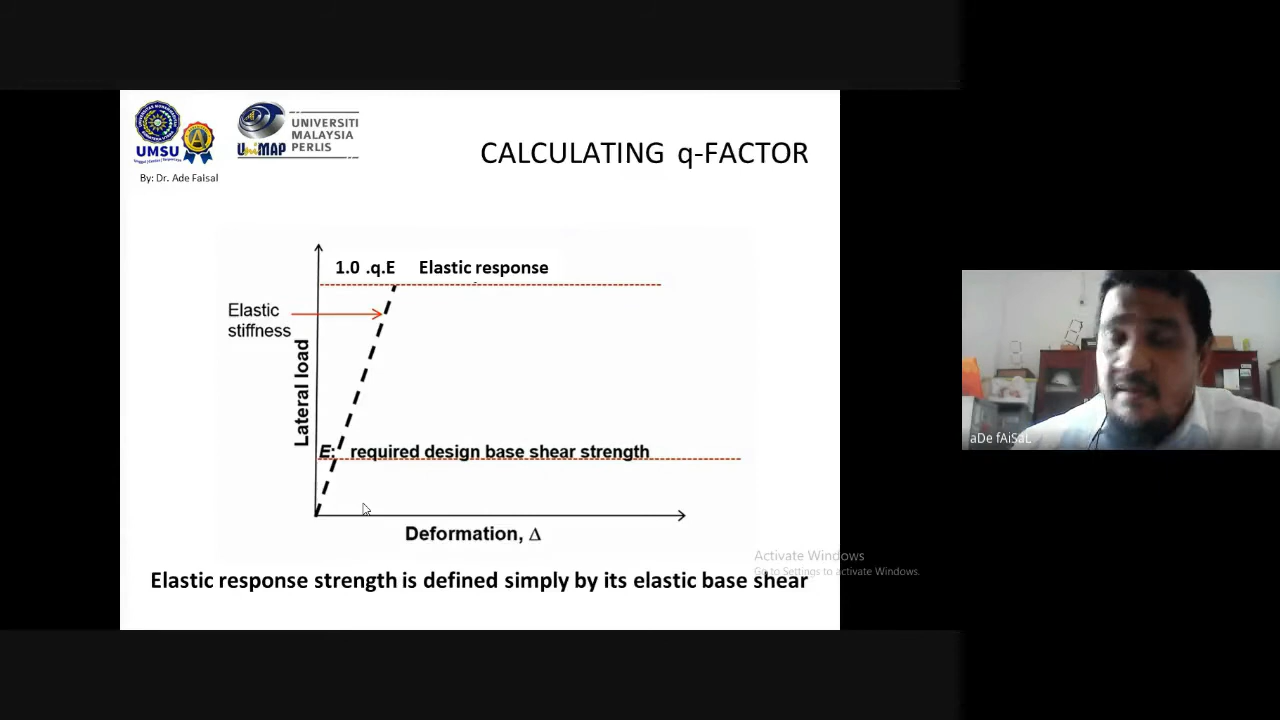 UMSU
UniMAP
UNIVERSITI
MALAYSIA
PERLIS
By: Dr. Ade Faisal
CALCULATING q-FACTOR
1.0 .q.E Elastic response
Elastic
stiffness
Lateral load
E: required design base shear strength
Deformation, Δ
Elastic response strength is defined simply by its elastic base shear
Activate Windows
Go to Settings to activate Windows.
aDe fAiSaL